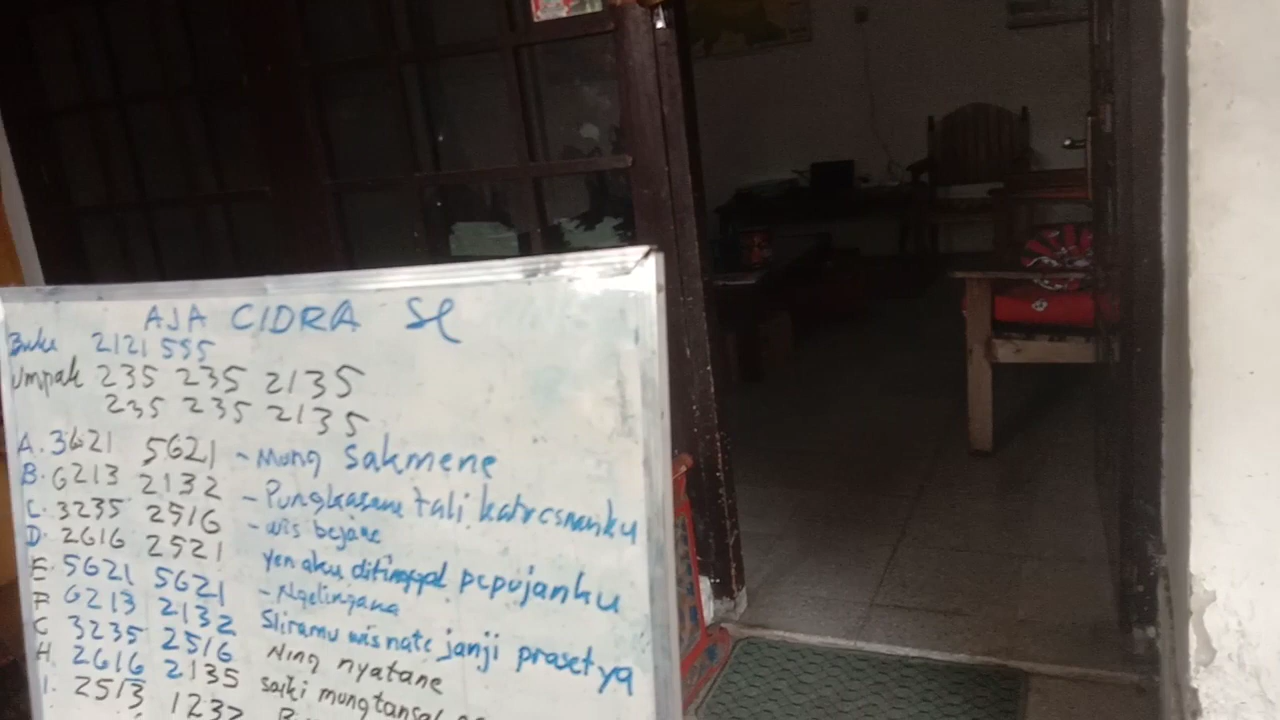 AJA CIDRA Sl
Buku 2121 555
Umpak 235 235 2135
235 235 2135
A. 3621 5621 - Mung Sakmene
B. 6213 2132 - Pungkasane tali katresnanku
C. 3235 2516 - wis bejane
D. 2616 2521 yen aku ditinggal pepujanku
E. 5621 5621 - Ngelingana
F 6213 2132 Sliramu wis nate janji prasetya
C 3235 2516 Ning nyatane
H. 2616 2135 saiki mung
I. 2513 1232